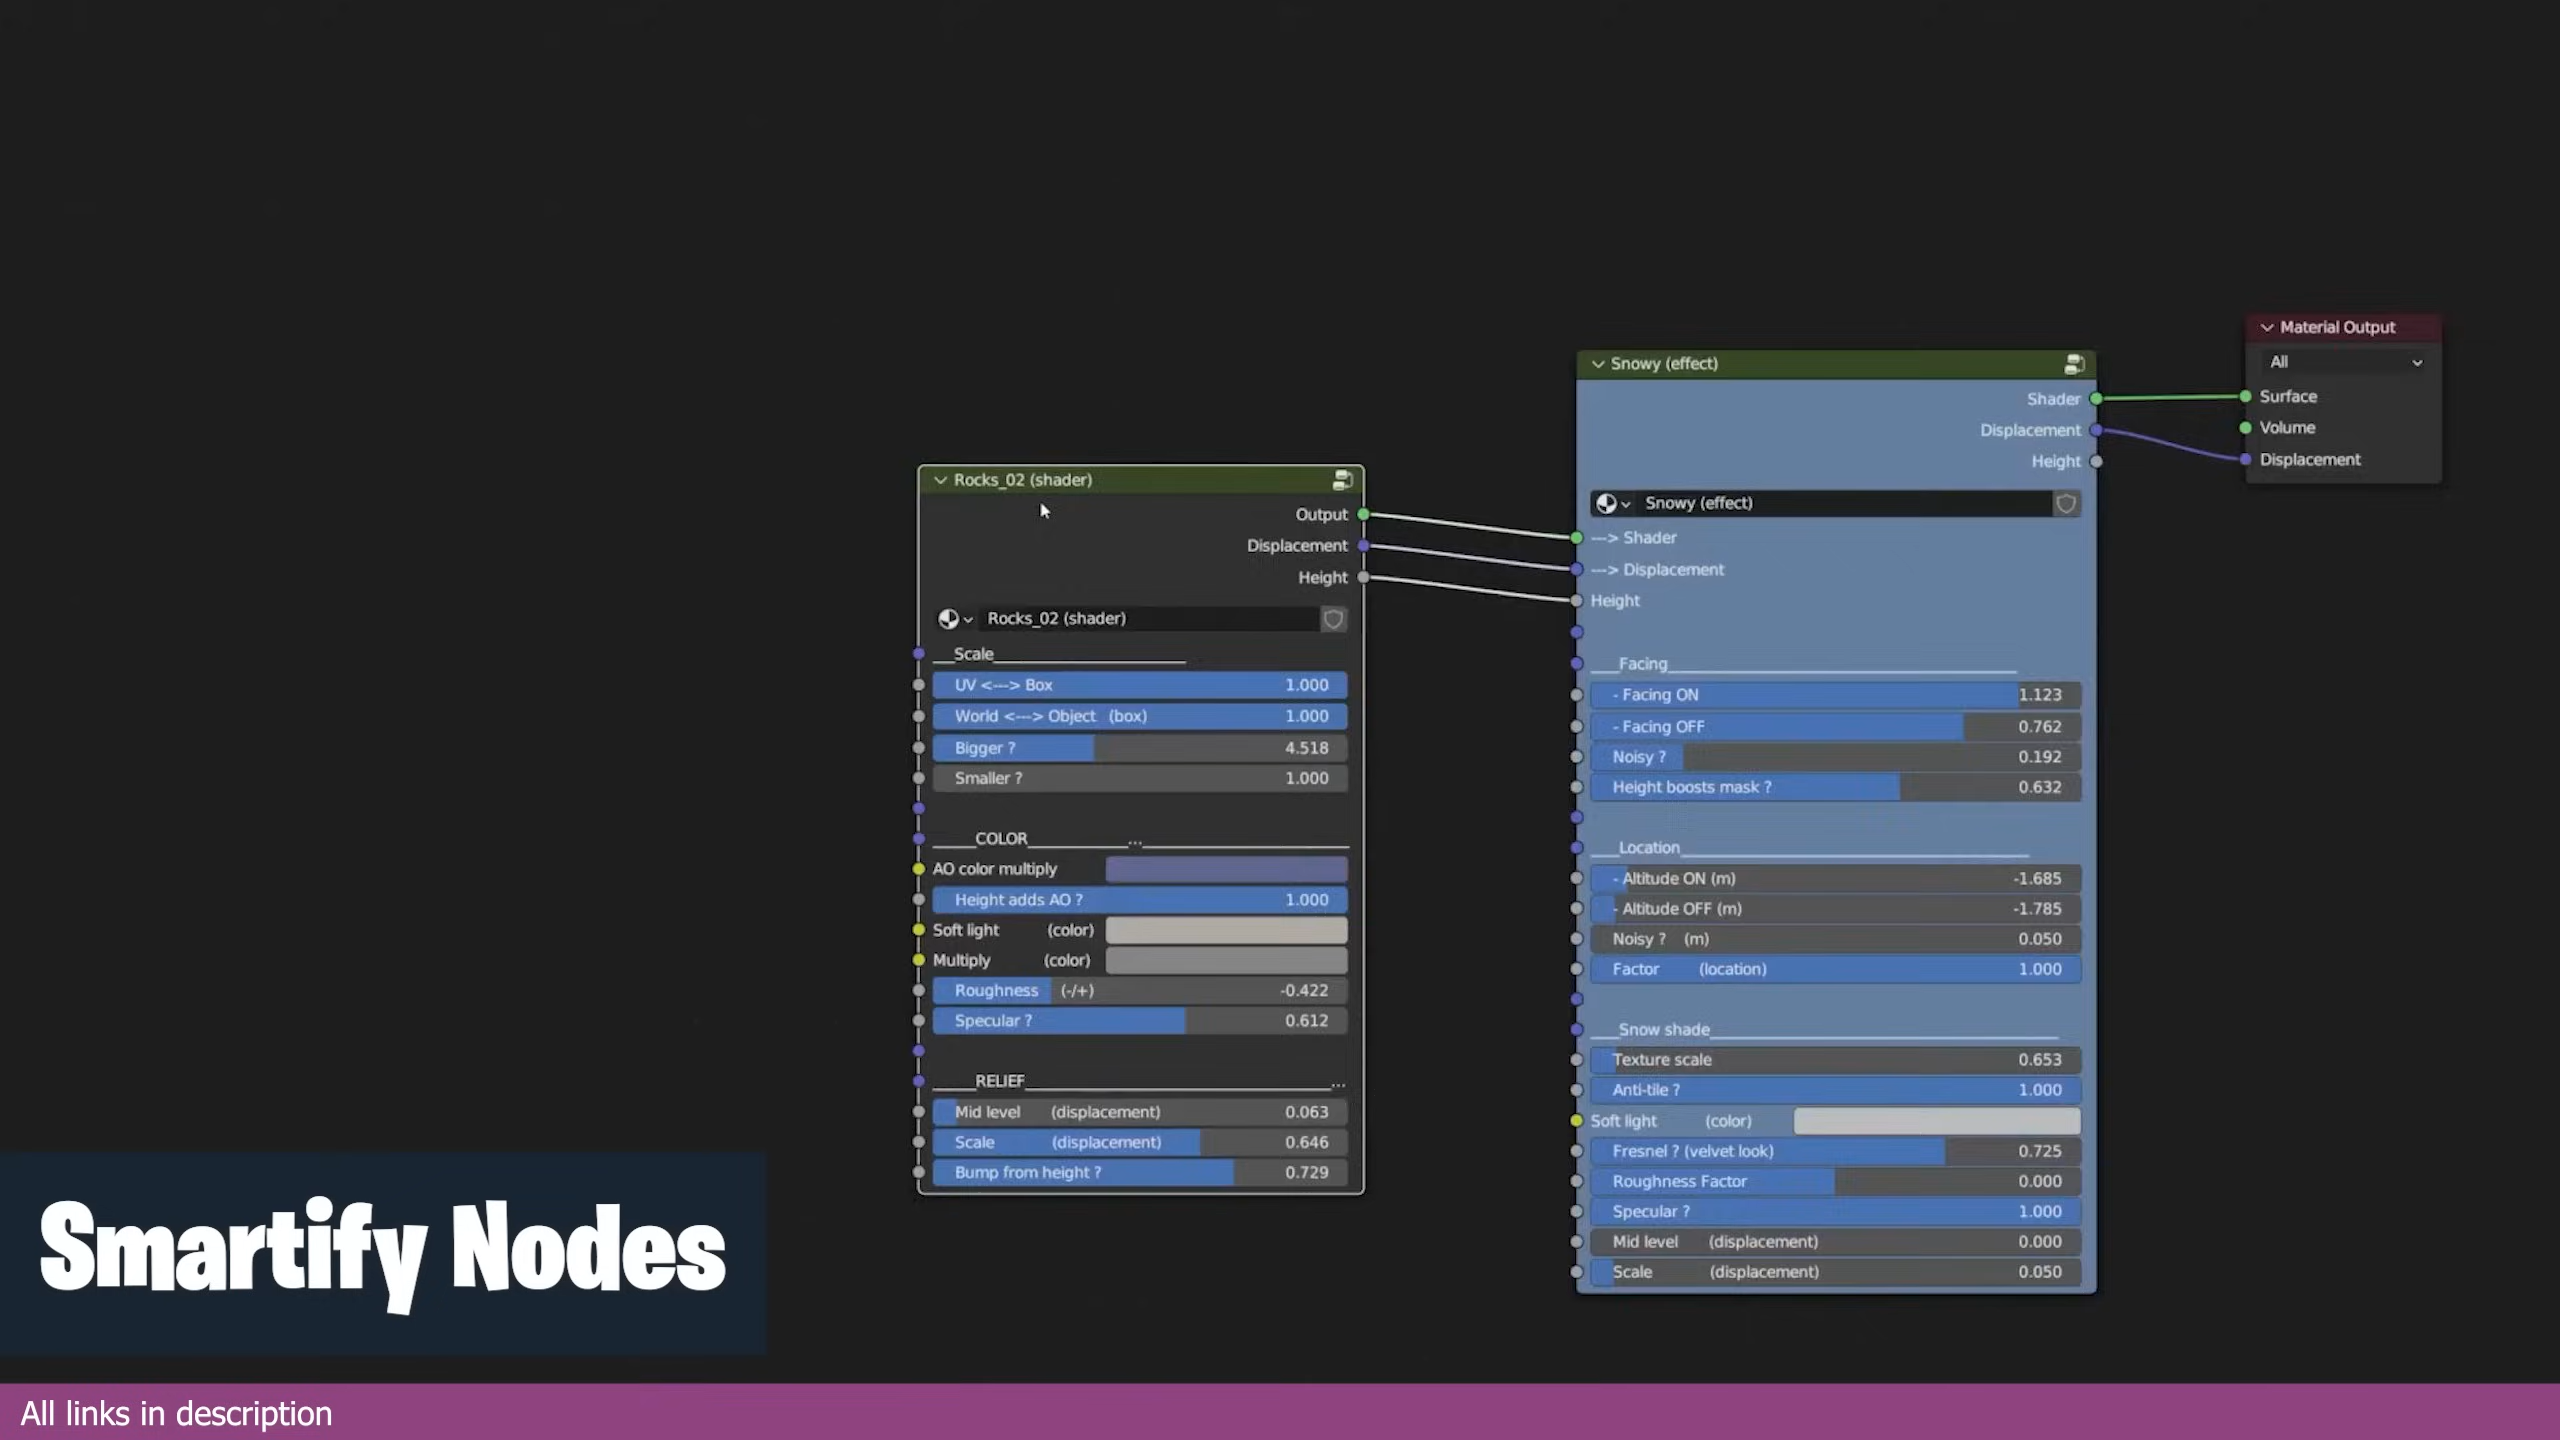 Rocks_02 (shader)
Output
Displacement
Height
Rocks_02 (shader)
__Scale____________________
UV <---> Box 1.000
World <---> Object (box) 1.000
Bigger ? 4.518
Smaller ? 1.000
____COLOR__________...____________________
AO color multiply
Height adds AO ? 1.000
Soft light (color)
Multiply (color)
Roughness (-/+) -0.422
Specular ? 0.612
____RELIEF______________________________...
Mid level (displacement) 0.063
Scale (displacement) 0.646
Bump from height ? 0.729
Snowy (effect)
Shader
Displacement
Height
Snowy (effect)
---> Shader
---> Displacement
Height
___Facing___________________________________
- Facing ON 1.123
- Facing OFF 0.762
Noisy ? 0.192
Height boosts mask ? 0.632
___Location___________________________________
- Altitude ON (m) -1.685
- Altitude OFF (m) -1.785
Noisy ? (m) 0.050
Factor (location) 1.000
___Snow shade___________________________________
Texture scale 0.653
Anti-tile ? 1.000
Soft light (color)
Fresnel ? (velvet look) 0.725
Roughness Factor 0.000
Specular ? 1.000
Mid level (displacement) 0.000
Scale (displacement) 0.050
Material Output
All
Surface
Volume
Displacement
Smartify Nodes
All links in description